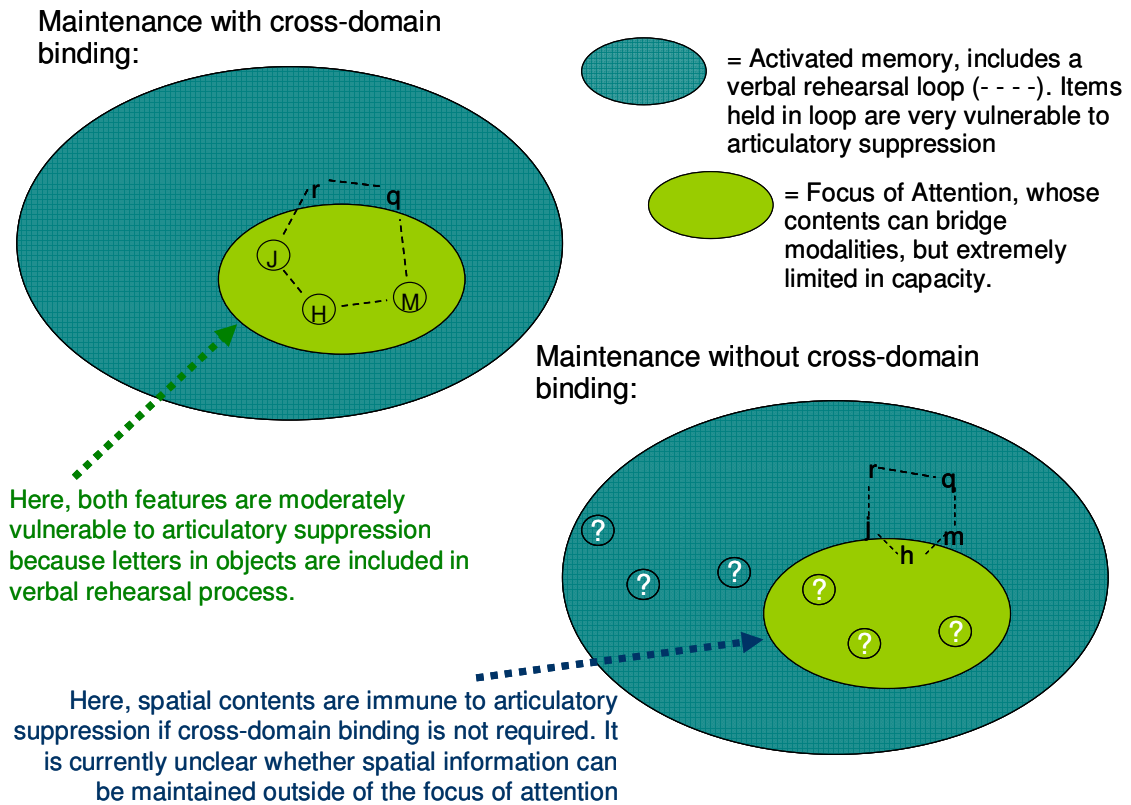 Maintenance with cross-domain
binding:
= Activated memory, includes a
verbal rehearsal loop (- - - -). Items
held in loop are very vulnerable to
articulatory suppression
= Focus of Attention, whose
contents can bridge
modalities, but extremely
limited in capacity.
r
q
J
H
M
Here, both features are moderately
vulnerable to articulatory suppression
because letters in objects are included in
verbal rehearsal process.
Maintenance without cross-domain
binding:
r
q
j
h
m
?
?
?
?
?
?
Here, spatial contents are immune to articulatory
suppression if cross-domain binding is not required. It
is currently unclear whether spatial information can
be maintained outside of the focus of attention